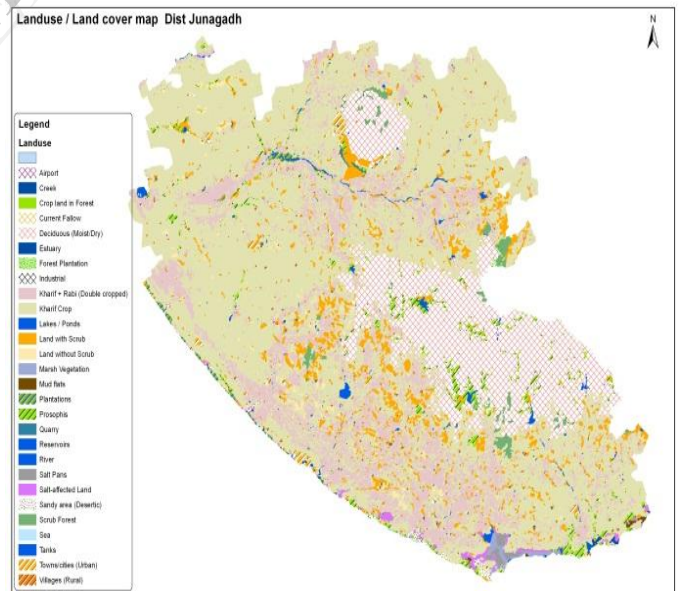 Landuse / Land cover map Dist Junagadh
N
Legend
Landuse
Airport
Creek
Crop land in Forest
Current Fallow
Deciduous (Moist/Dry)
Estuary
Forest Plantation
Industrial
Kharif + Rabi (Double cropped)
Kharif Crop
Lakes / Ponds
Land with Scrub
Land without Scrub
Marsh Vegetation
Mud flats
Plantations
Prosophis
Quarry
Reservoirs
River
Salt Pans
Salt-affected Land
Sandy area (Desertic)
Scrub Forest
Sea
Tanks
Towns/cities (Urban)
Villages (Rural)